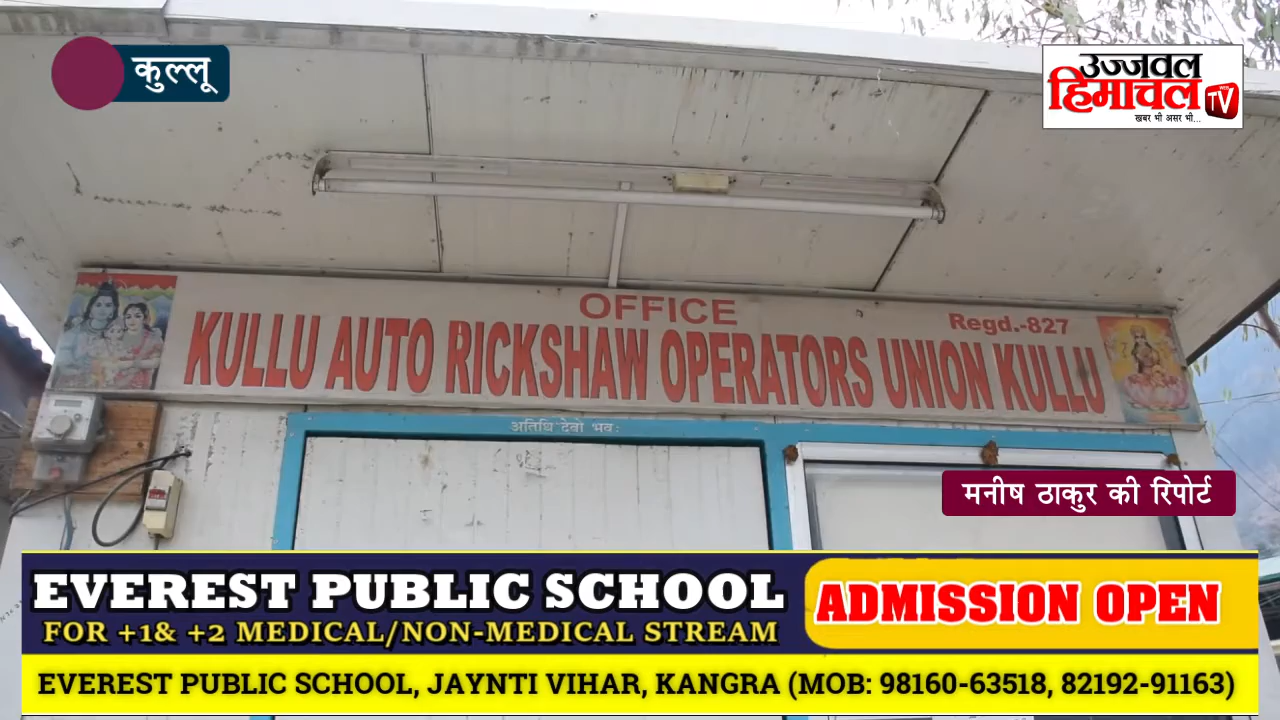 कुल्लू
उज्जवल
हिमाचल
WEB
TV
खबर भी असर भी...
OFFICE
Regd.-827
KULLU AUTO RICKSHAW OPERATORS UNION KULLU
अतिथि देवो भवः
मनीष ठाकुर की रिपोर्ट
EVEREST PUBLIC SCHOOL
FOR +1& +2 MEDICAL/NON-MEDICAL STREAM
ADMISSION OPEN
EVEREST PUBLIC SCHOOL, JAYNTI VIHAR, KANGRA (MOB: 98160-63518, 82192-91163)